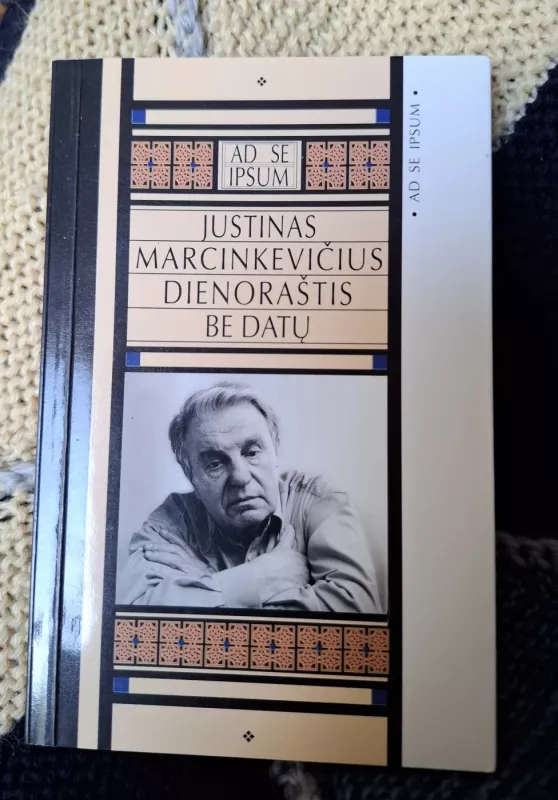 AD SE
IPSUM
JUSTINAS
MARCINKEVIČIUS
DIENORAŠTIS
BE DATŲ
• AD SE IPSUM •